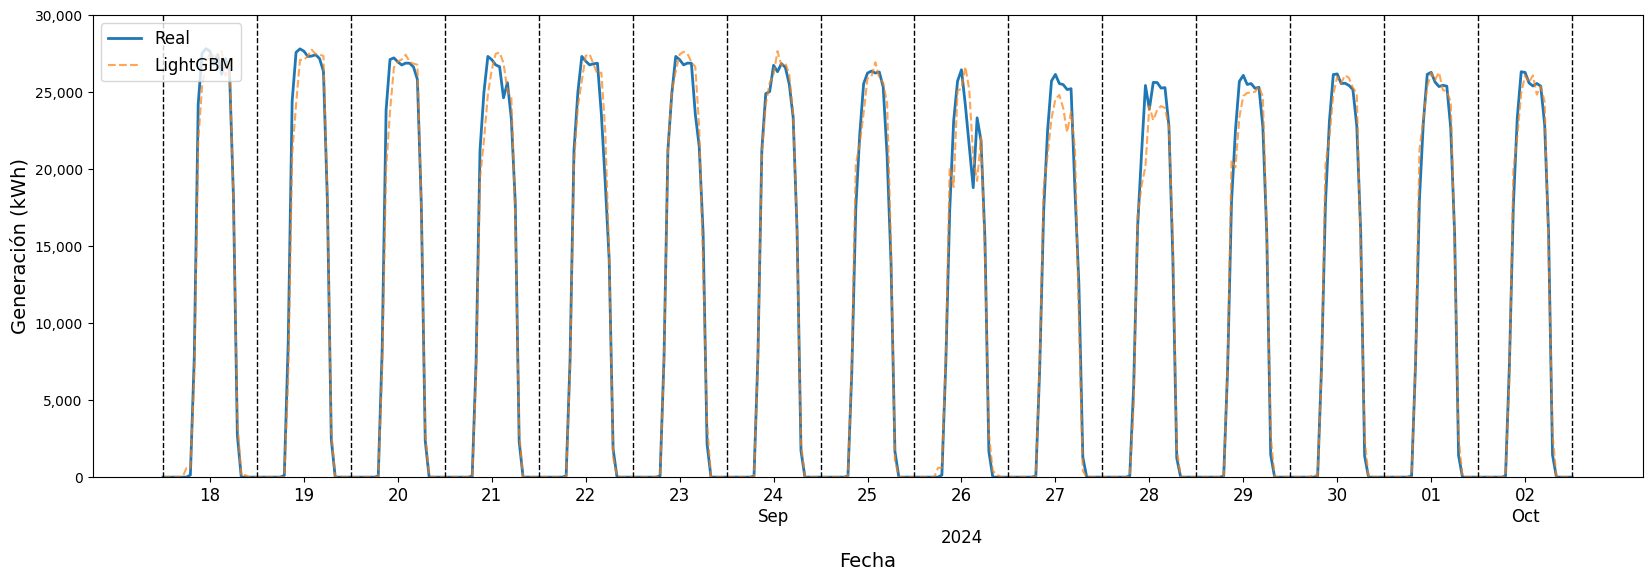 30,000
25,000
20,000
15,000
10,000
5,000
0
Generación (kWh)
Real
LightGBM
18 19 20 21 22 23 24 25 26 27 28 29 30 01 02
Sep Oct
2024
Fecha